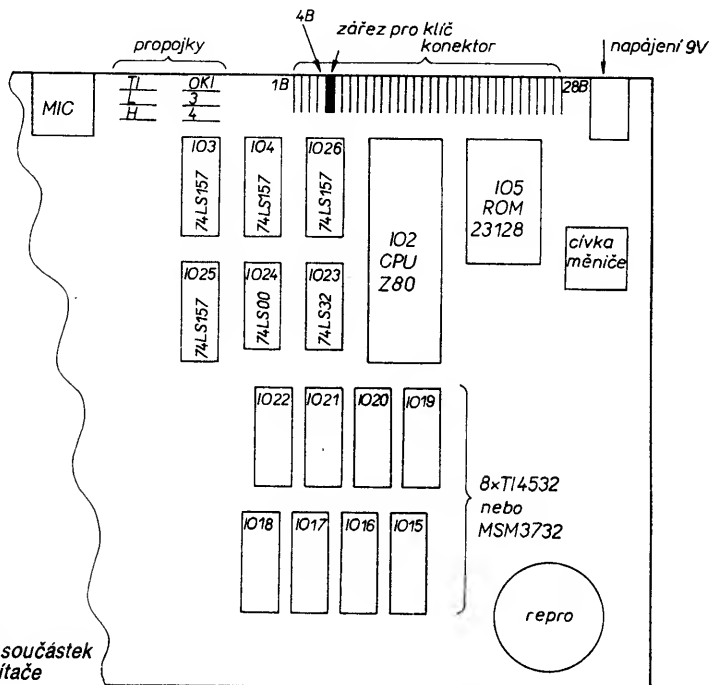 4B
zářez pro klíč
propojky
konektor
napájení 9V
MIC
TI
OKI
L
3
H
4
1B
28B
IO3
74LS157
IO4
74LS157
IO26
74LS157
IO2
CPU
Z80
IO5
ROM
23128
cívka
měniče
IO25
74LS157
IO24
74LS00
IO23
74LS32
IO22
IO21
IO20
IO19
8xTI4532
nebo
MSM3732
IO18
IO17
IO16
IO15
repro
součástek
ítače